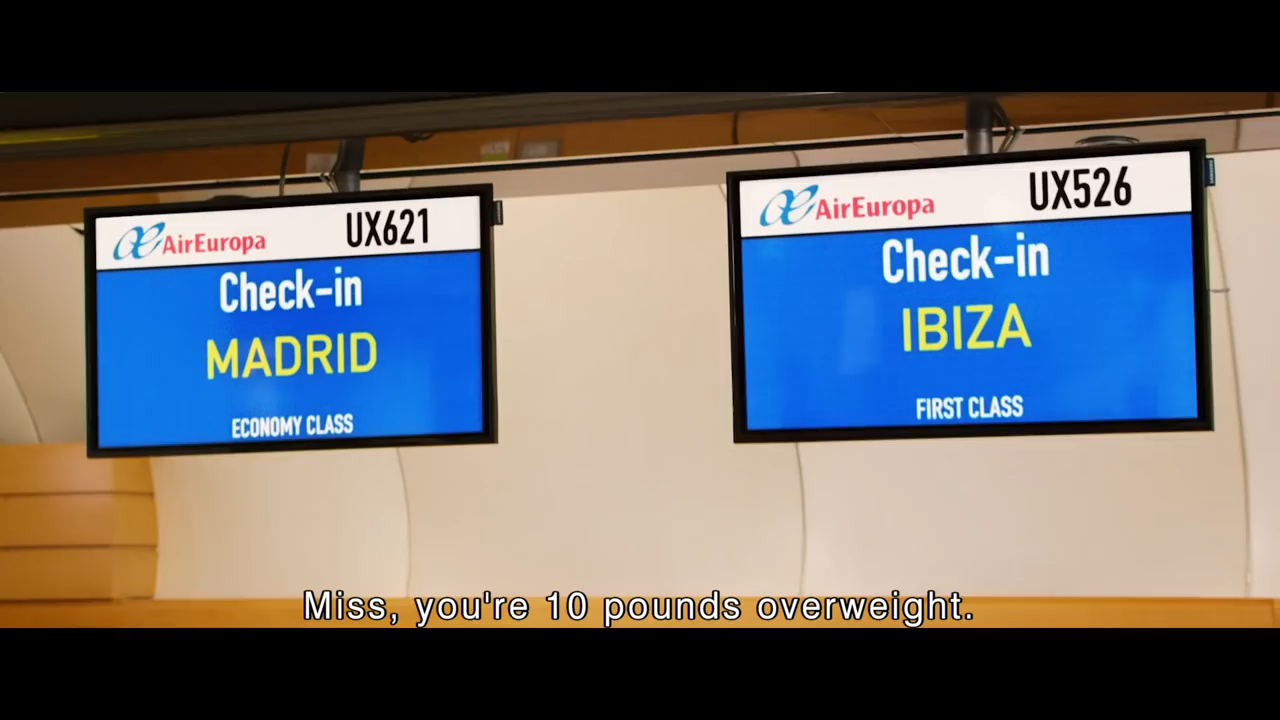 AirEuropa UX621
Check-in
MADRID
ECONOMY CLASS
AirEuropa UX526
Check-in
IBIZA
FIRST CLASS
Miss, you're 10 pounds overweight.